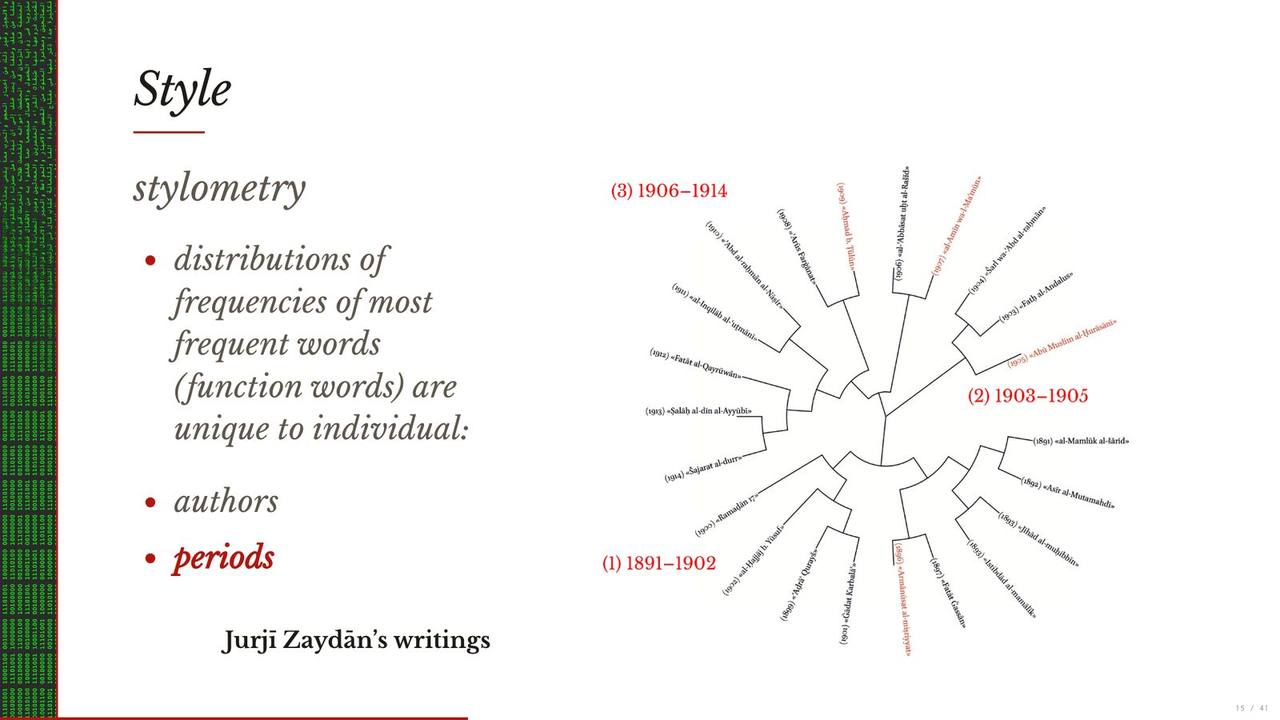 Style
stylometry
• distributions of
frequencies of most
frequent words
(function words) are
unique to individual:
• authors
• periods
Jurjī Zaydān’s writings
(3) 1906–1914
(2) 1903–1905
(1) 1891–1902
(1906) «al-ʿAbbāsat uḫt al-Rašīd»
(1907) «al-Amīn wa-l-Maʾmūn»
(1904) «Šarl wa-ʿAbd al-raḥmān»
(1903) «Fatḥ al-Andalus»
(1905) «Abū Muslim al-Ḫurāsānī»
(1891) «al-Mamlūk al-šārid»
(1892) «Asīr al-Mutamahdī»
(1893) «Jihād al-muḥibbīn»
(1893) «Istibdād al-mamālīk»
(1897) «Fatāt Ġassān»
(1896) «Armānūsat al-miṣriyyat»
(1901) «Ġādat Karbalāʾ»
(1899) «ʿAḏrāʾ Qurayš»
(1902) «al-Ḥajjāj b. Yūsuf»
(1900) «Ramaḍān 17»
(1914) «Šajarat al-durr»
(1913) «Ṣalāḥ al-dīn al-Ayyūbī»
(1912) «Fatāt al-Qayrūwān»
(1911) «al-Inqilāb al-ʿuṯmānī»
(1910) «ʿAbd al-raḥmān al-Nāṣir»
(1908) «ʿArūs Farġānat»
(1909) «Aḥmad b. Ṭūlūn»
15 / 41